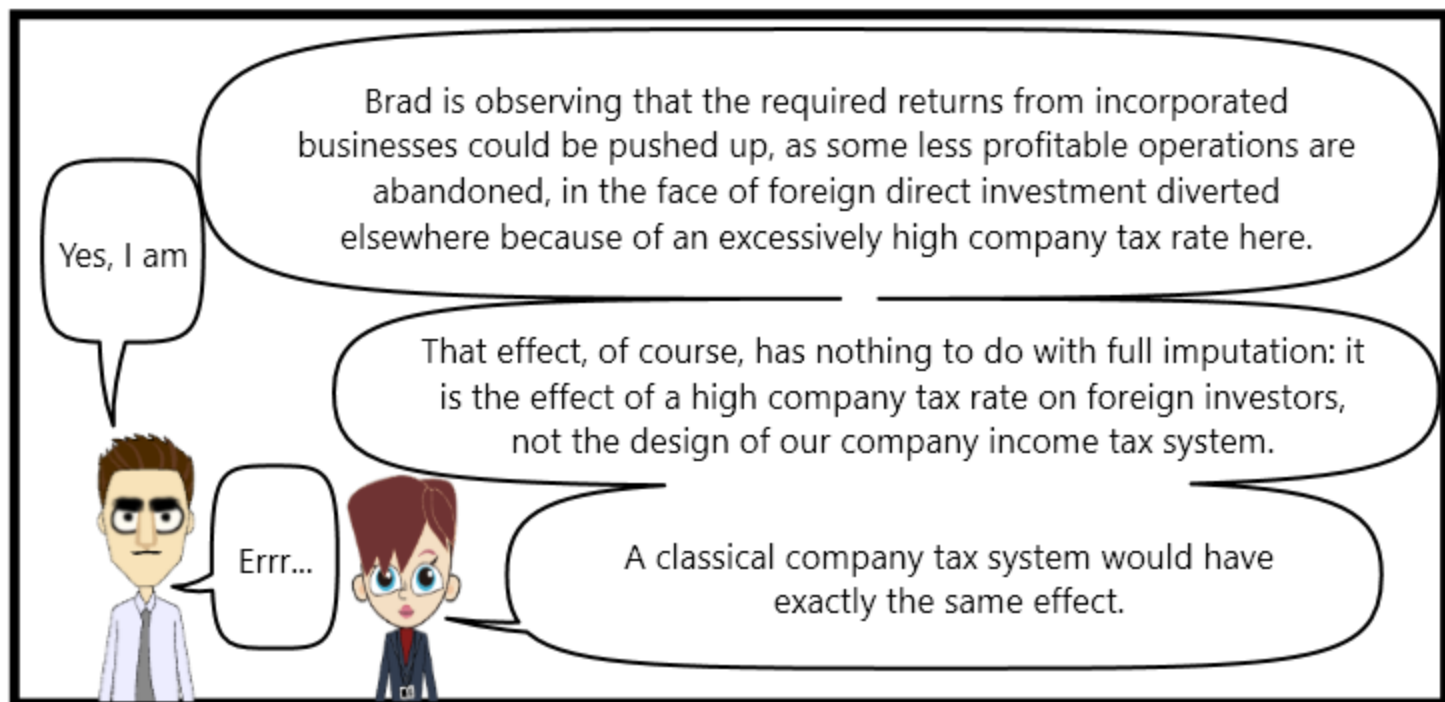 Brad is observing that the required returns from incorporated
businesses could be pushed up, as some less profitable operations are
abandoned, in the face of foreign direct investment diverted
elsewhere because of an excessively high company tax rate here.
Yes, I am
That effect, of course, has nothing to do with full imputation: it
is the effect of a high company tax rate on foreign investors,
not the design of our company income tax system.
Errr...
A classical company tax system would have
exactly the same effect.